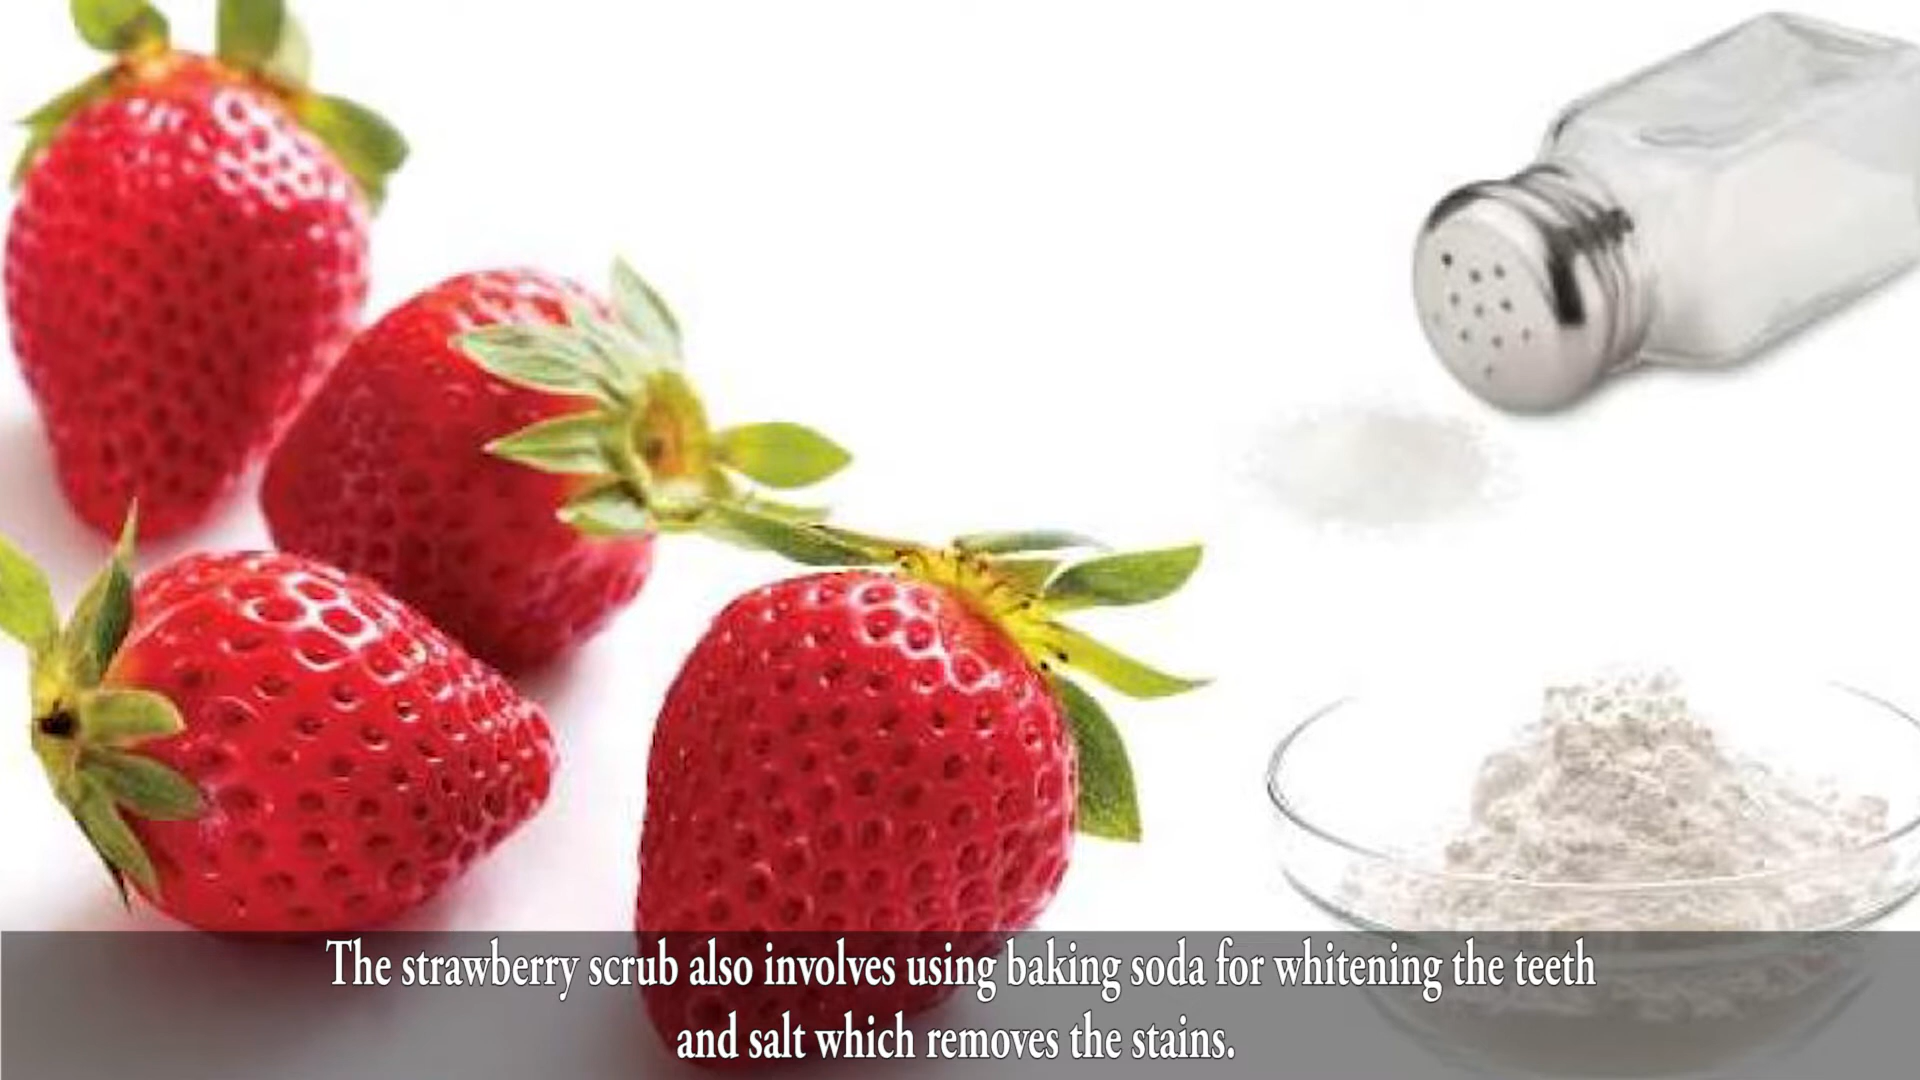 The strawberry scrub also involves using baking soda for whitening the teeth
and salt which removes the stains.